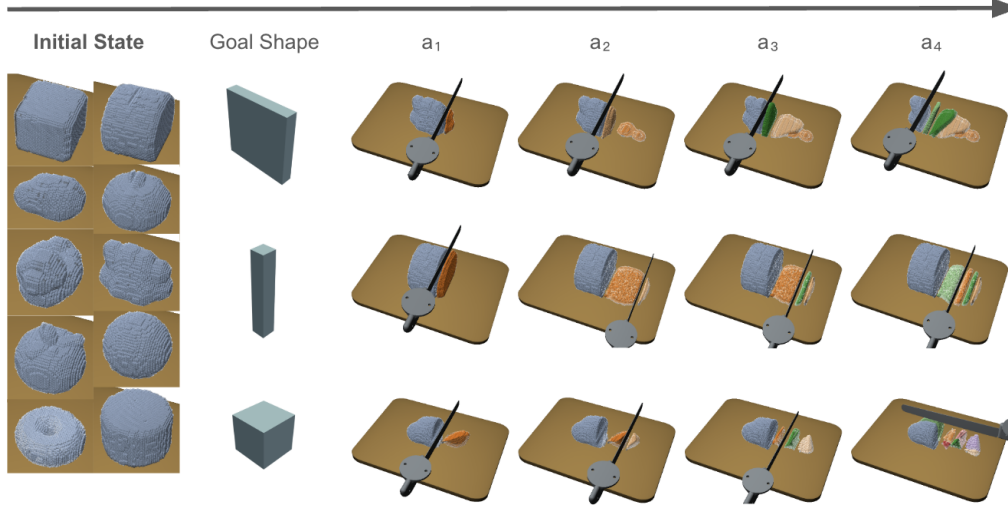 Initial State
Goal Shape
a₁
a₂
a₃
a₄